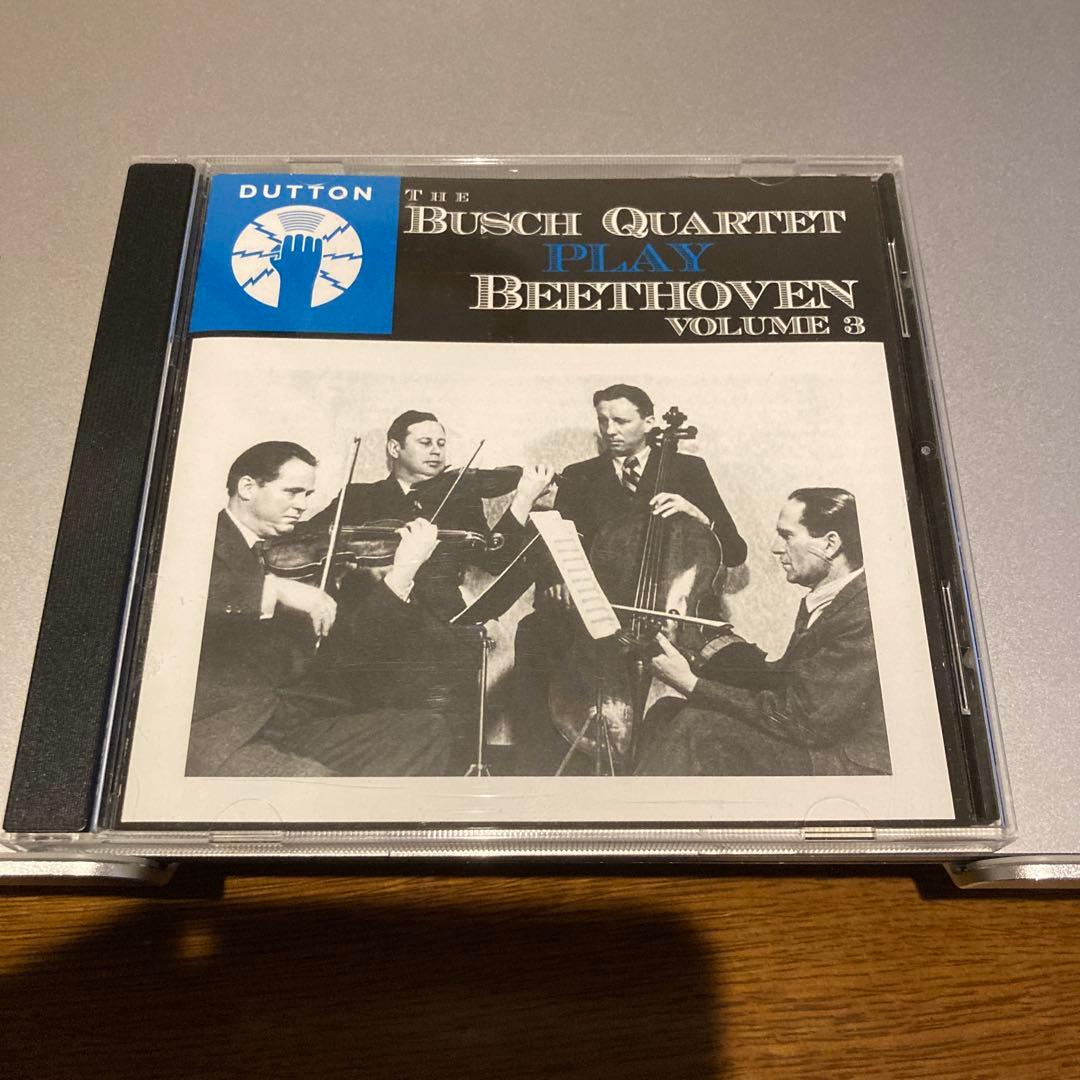 DUTTON
THE
BUSCH QUARTET
PLAY
BEETHOVEN
VOLUME 3